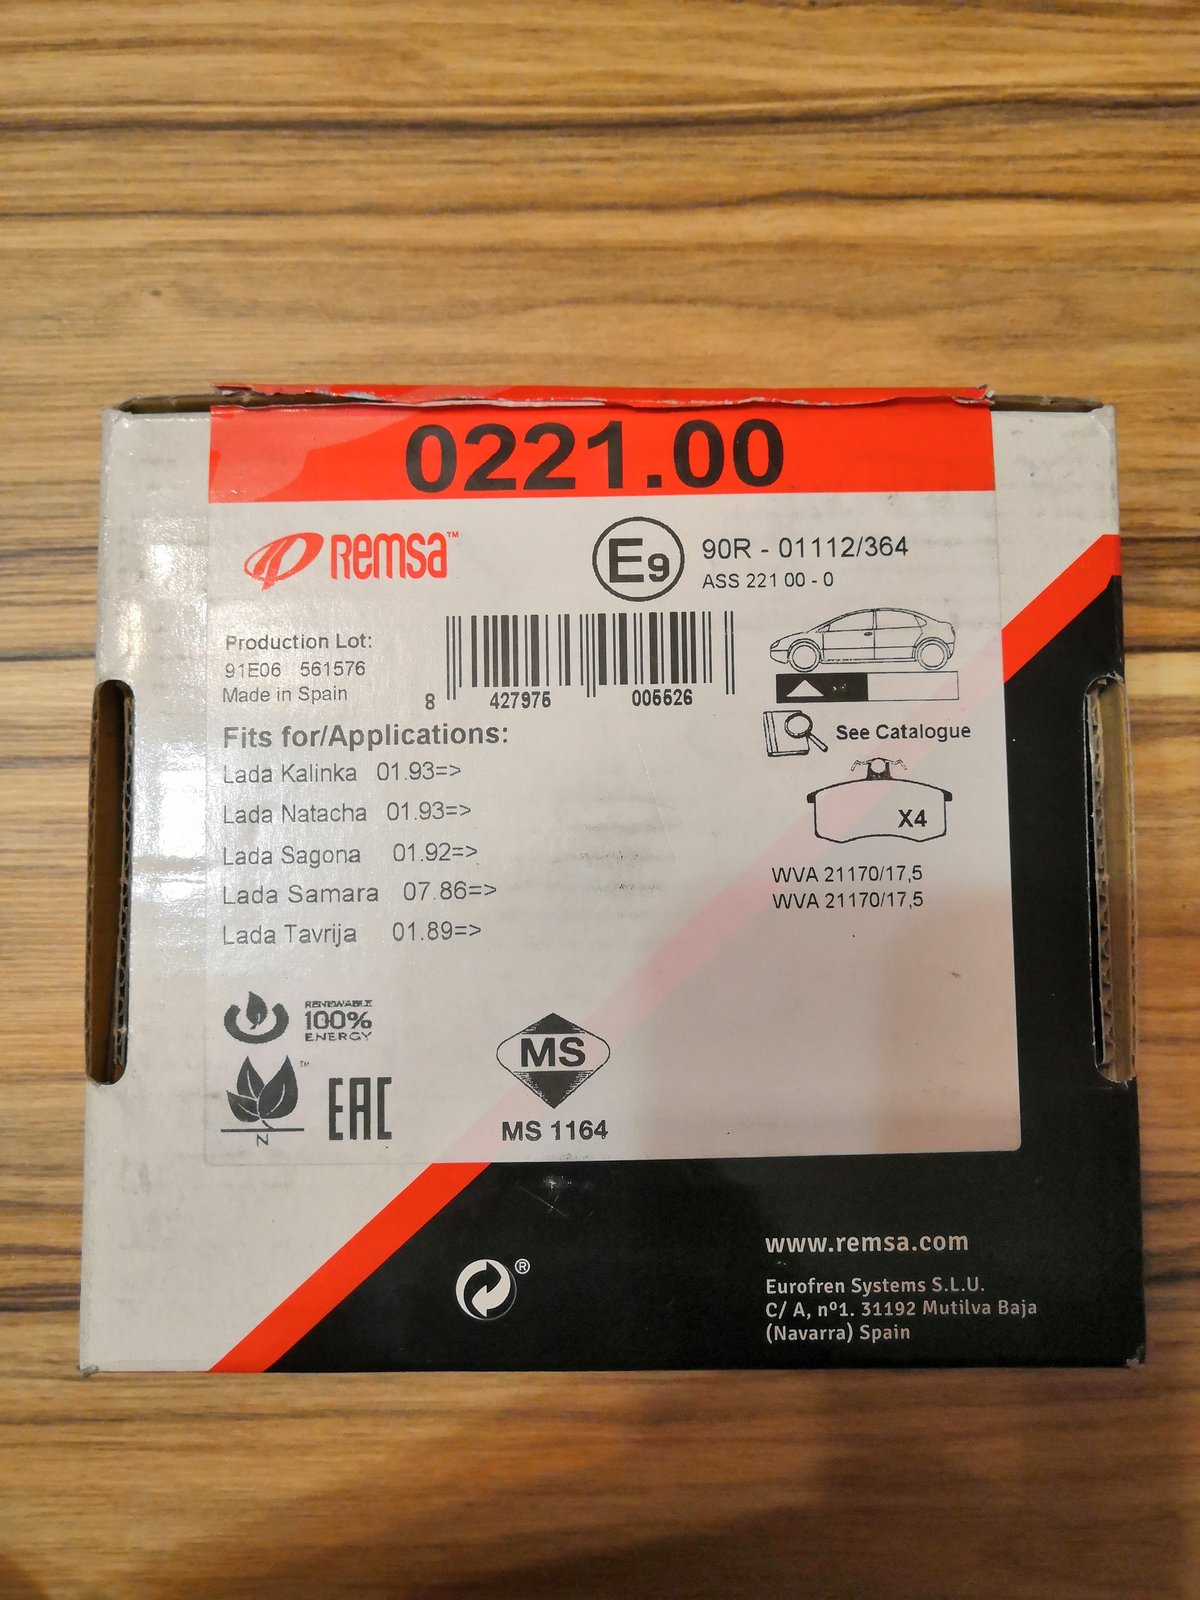 0221.00
REMSA™
E9
90R - 01112/364
ASS 221 00 - 0
Production Lot:
91E06 561576
Made in Spain
8 427975 005526
See Catalogue
Fits for/Applications:
Lada Kalinka 01.93=>
Lada Natacha 01.93=>
Lada Sagona 01.92=>
Lada Samara 07.86=>
Lada Tavrija 01.89=>
X4
WVA 21170/17,5
WVA 21170/17,5
RENEWABLE
100%
ENERGY
TM
N
EAC
MS
MS 1164
®
www.remsa.com
Eurofren Systems S.L.U.
C/ A, nº1. 31192 Mutilva Baja
(Navarra) Spain